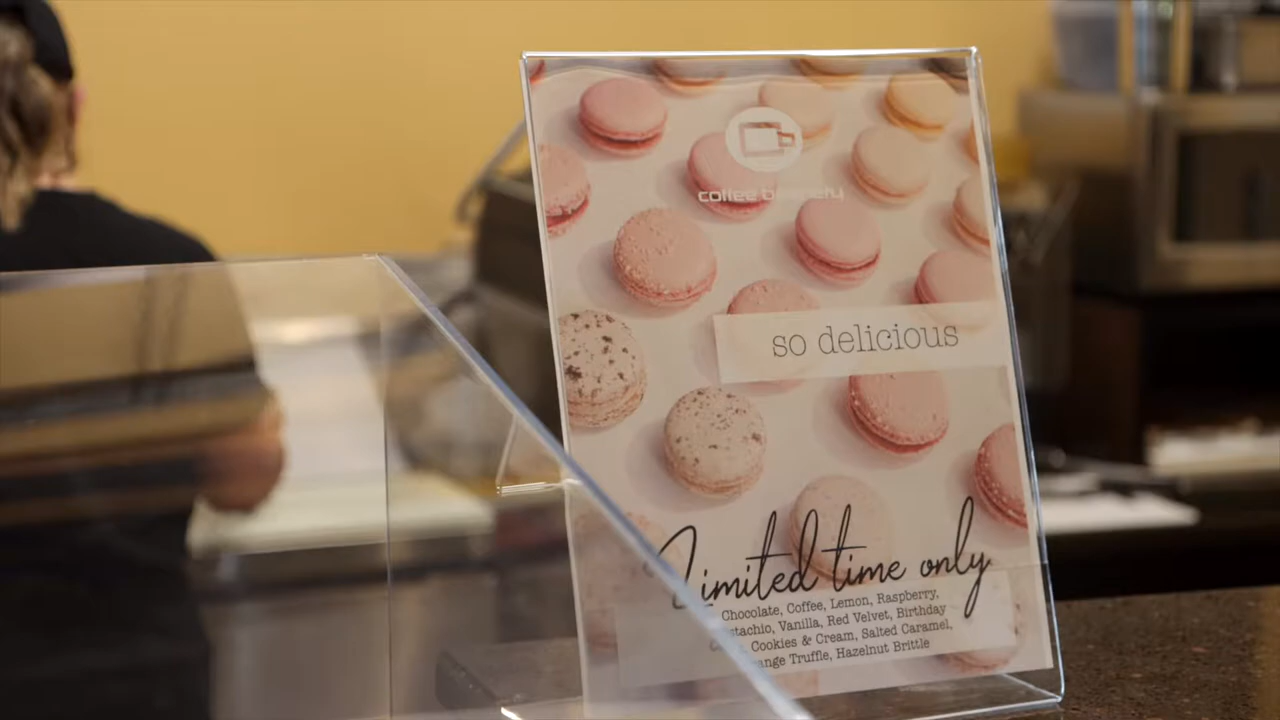 coffee
so delicious
Limited time only
Chocolate, Coffee, Lemon, Raspberry,
Vanilla, Red Velvet, Birthday
Cookies & Cream, Salted Caramel,
Truffle, Hazelnut Brittle